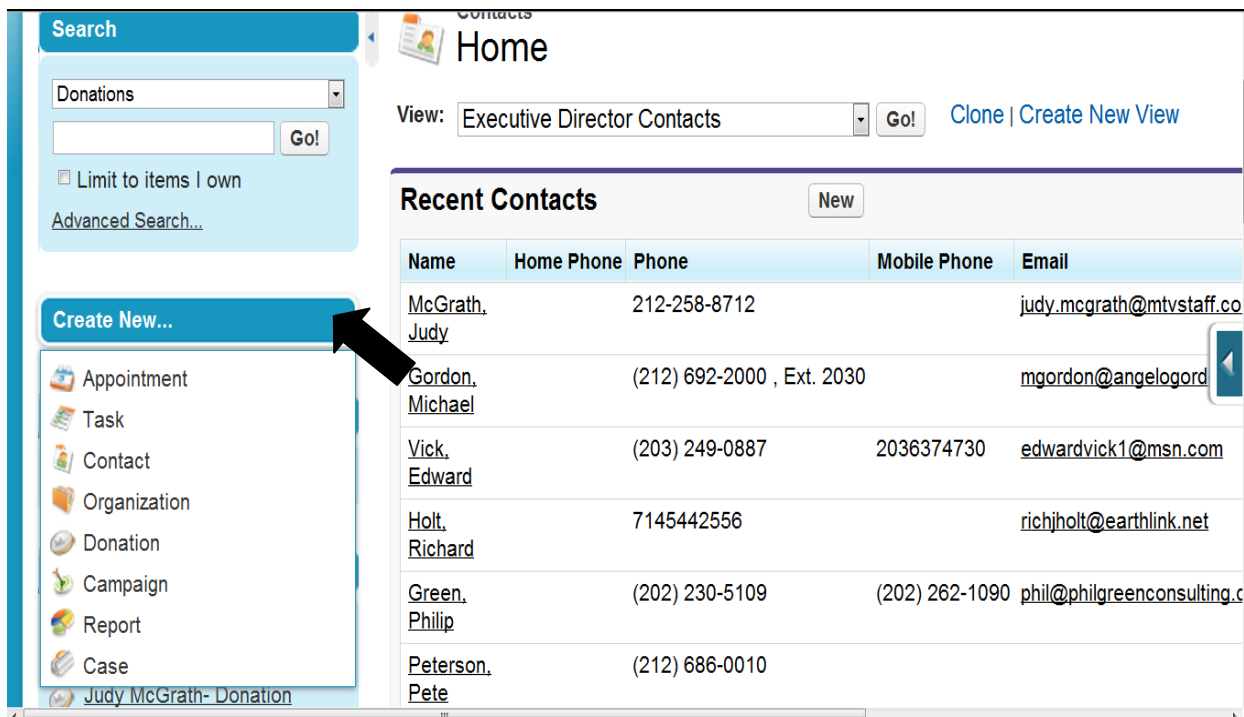 Search
Donations
Go!
Limit to items I own
Advanced Search...
Create New...
Appointment
Task
Contact
Organization
Donation
Campaign
Report
Case
Judy McGrath- Donation
Contacts
Home
View: Executive Director Contacts Go! Clone | Create New View
Recent Contacts New
Name Home Phone Phone Mobile Phone Email
McGrath, 212-258-8712 judy.mcgrath@mtvstaff.co
Judy
Gordon, (212) 692-2000 , Ext. 2030 mgordon@angelogord
Michael
Vick, (203) 249-0887 2036374730 edwardvick1@msn.com
Edward
Holt, 7145442556 richjholt@earthlink.net
Richard
Green, (202) 230-5109 (202) 262-1090 phil@philgreenconsulting.c
Philip
Peterson, (212) 686-0010
Pete